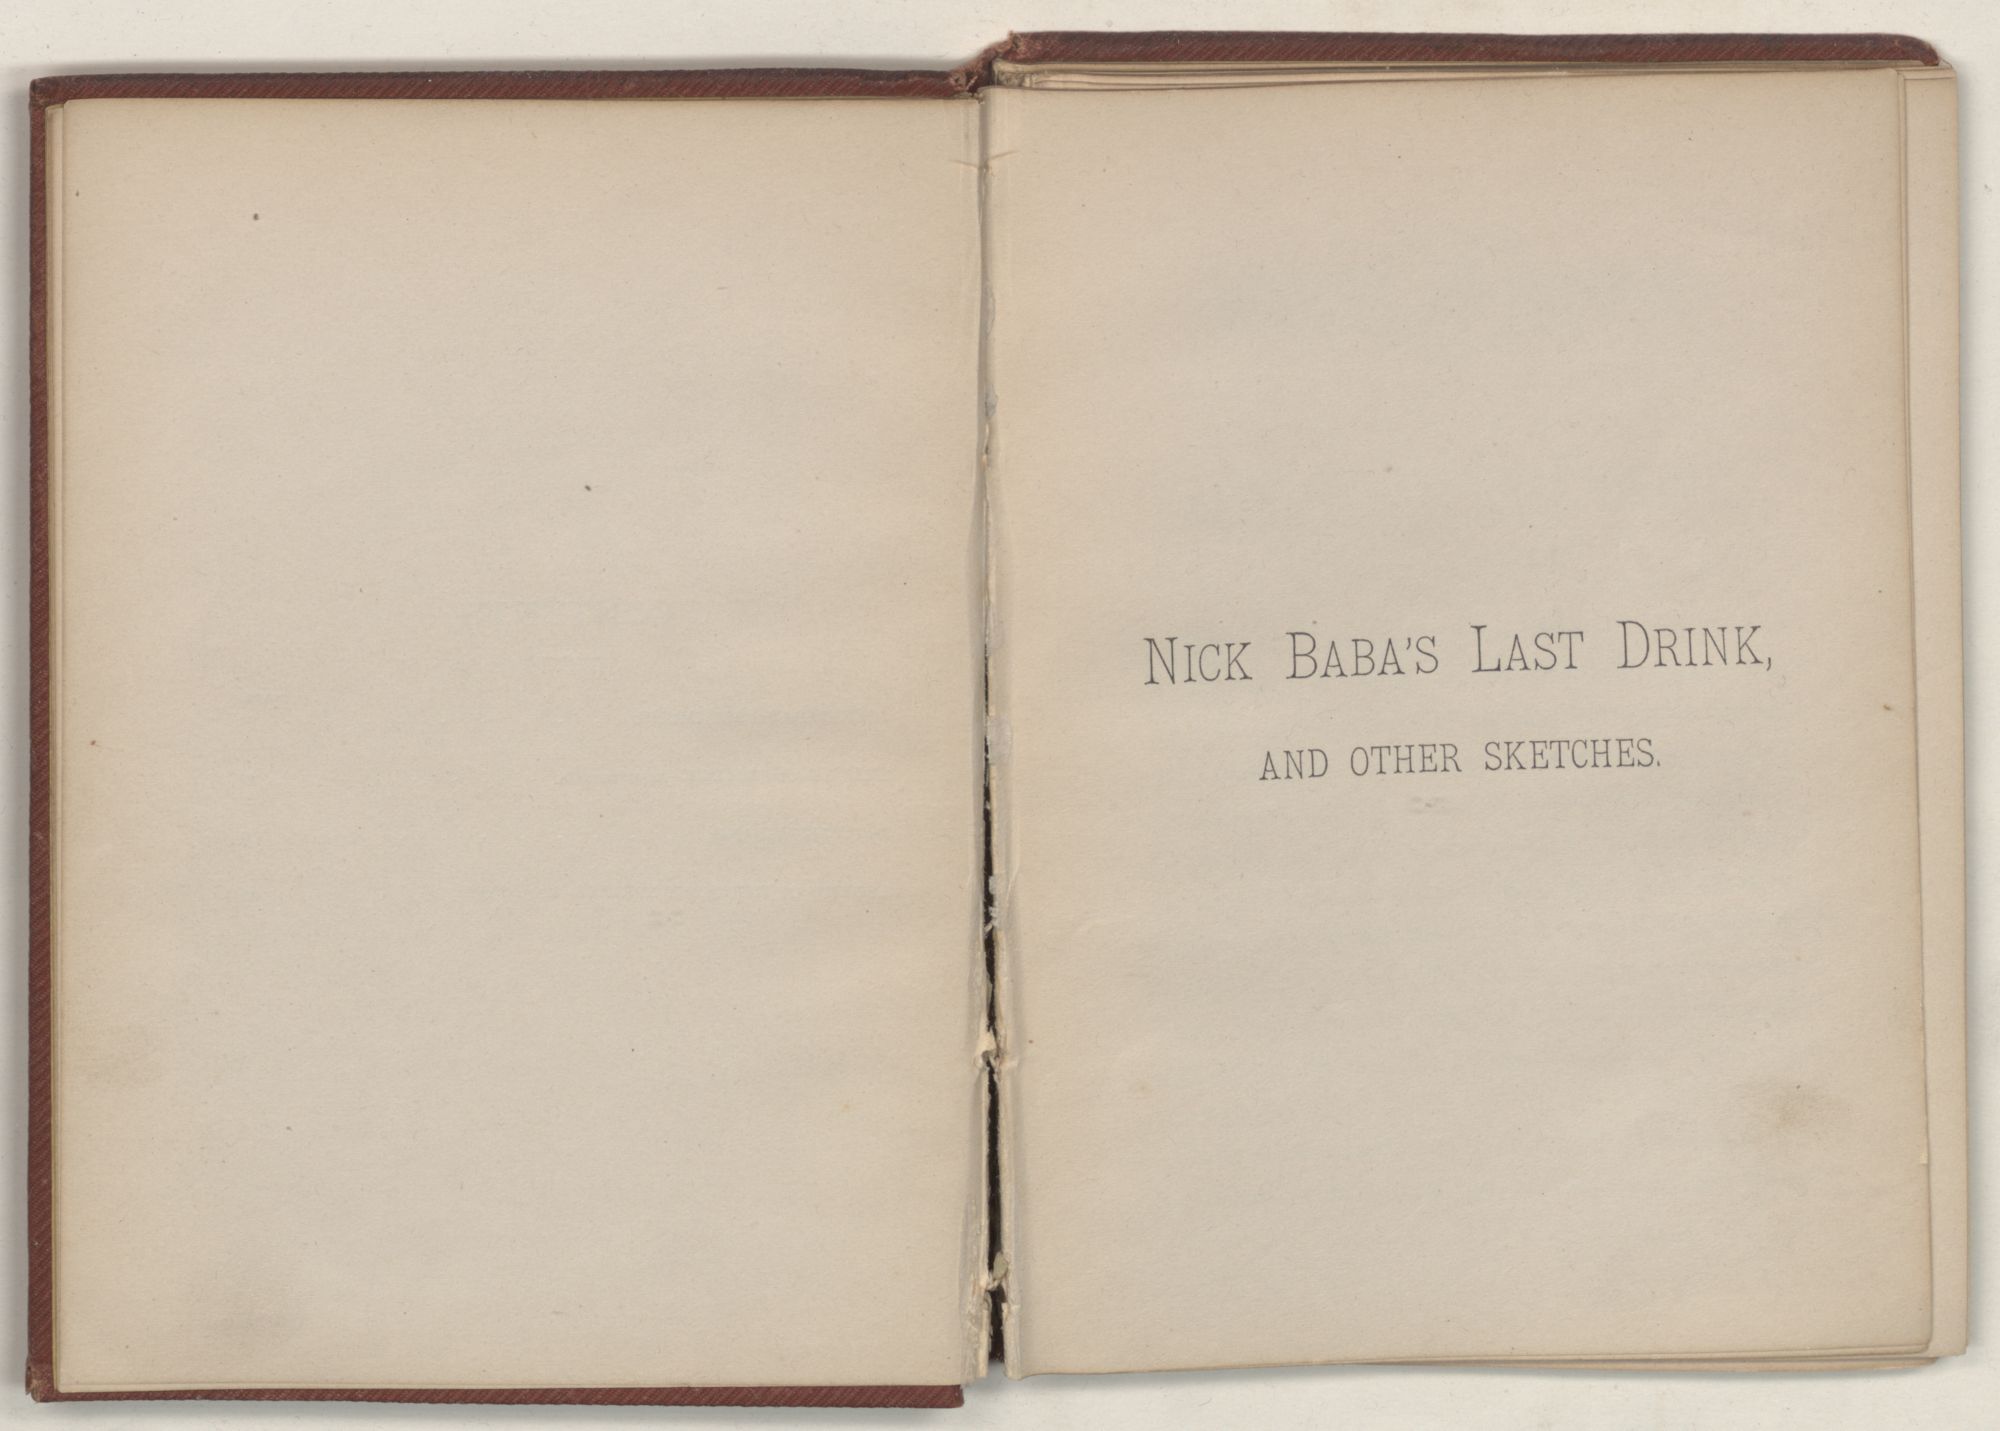 NICK BABA'S LAST DRINK,
AND OTHER SKETCHES.